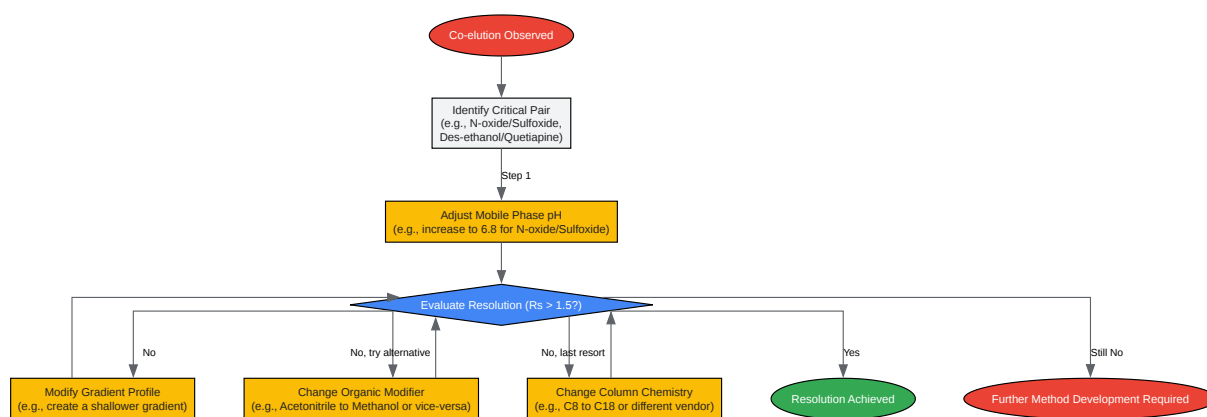 Co-elution Observed
Identify Critical Pair
(e.g., N-oxide/Sulfoxide,
Des-ethanol/Quetiapine)
Step 1
Adjust Mobile Phase pH
(e.g., increase to 6.8 for N-oxide/Sulfoxide)
Evaluate Resolution (Rs > 1.5?)
No
No, try alternative
No, last resort
Yes
Still No
Modify Gradient Profile
(e.g., create a shallower gradient)
Change Organic Modifier
(e.g., Acetonitrile to Methanol or vice-versa)
Change Column Chemistry
(e.g., C8 to C18 or different vendor)
Resolution Achieved
Further Method Development Required